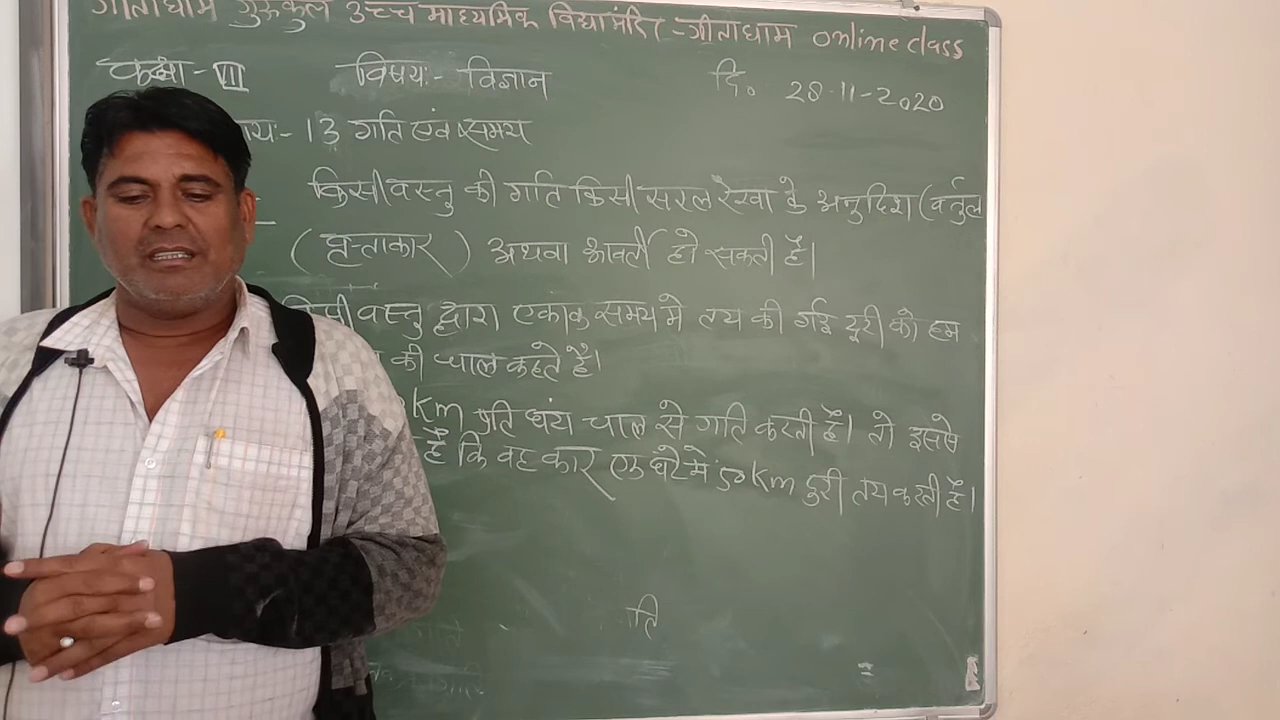 गीताधाम गुरूकुल उच्च माध्यमिक विद्यामंदिर-गीताधाम online class
कक्षा - VII विषय:- विज्ञान दि. 28-11-2020
य:- 13 गति एवं समय
किसी वस्तु की गति किसी सरल रेखा के अनुदिश (वर्तुल
(वृत्ताकार) अथवा आवर्ती हो सकती है।
वस्तु द्वारा एकांक समय मे तय की गई दूरी को हम
की चाल कहते है।
km प्रति घंटा चाल से गति करती है। तो इससे
है कि वह कार एक घंटे मे 50 km दुरी तय करती है।
ति